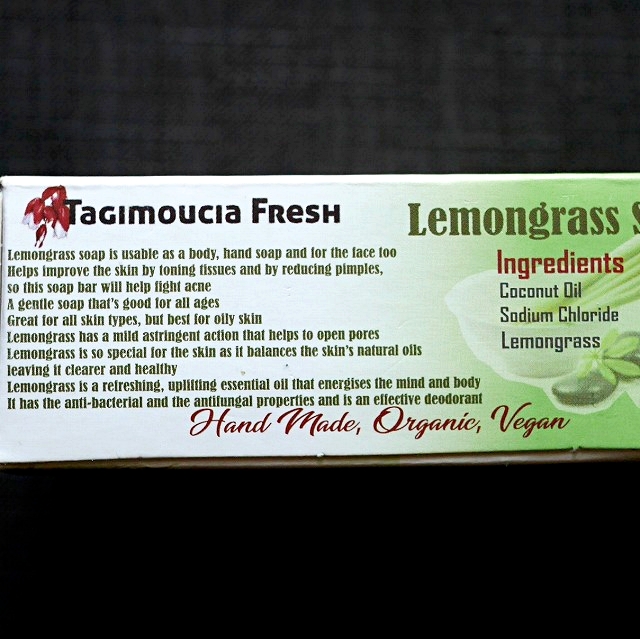 Tagimoucia Fresh
Lemongrass soap is usable as a body, hand soap and for the face too
Helps improve the skin by toning tissues and by reducing pimples,
so this soap bar will help fight acne
A gentle soap that's good for all ages
Great for all skin types, but best for oily skin
Lemongrass has a mild astringent action that helps to open pores
Lemongrass is so special for the skin as it balances the skin's natural oils
leaving it clearer and healthy
Lemongrass is a refreshing, uplifting essential oil that energises the mind and body
It has the anti-bacterial and the antifungal properties and is an effective deodorant
Hand Made, Organic, Vegan
Lemongrass
Ingredients
Coconut Oil
Sodium Chloride
Lemongrass